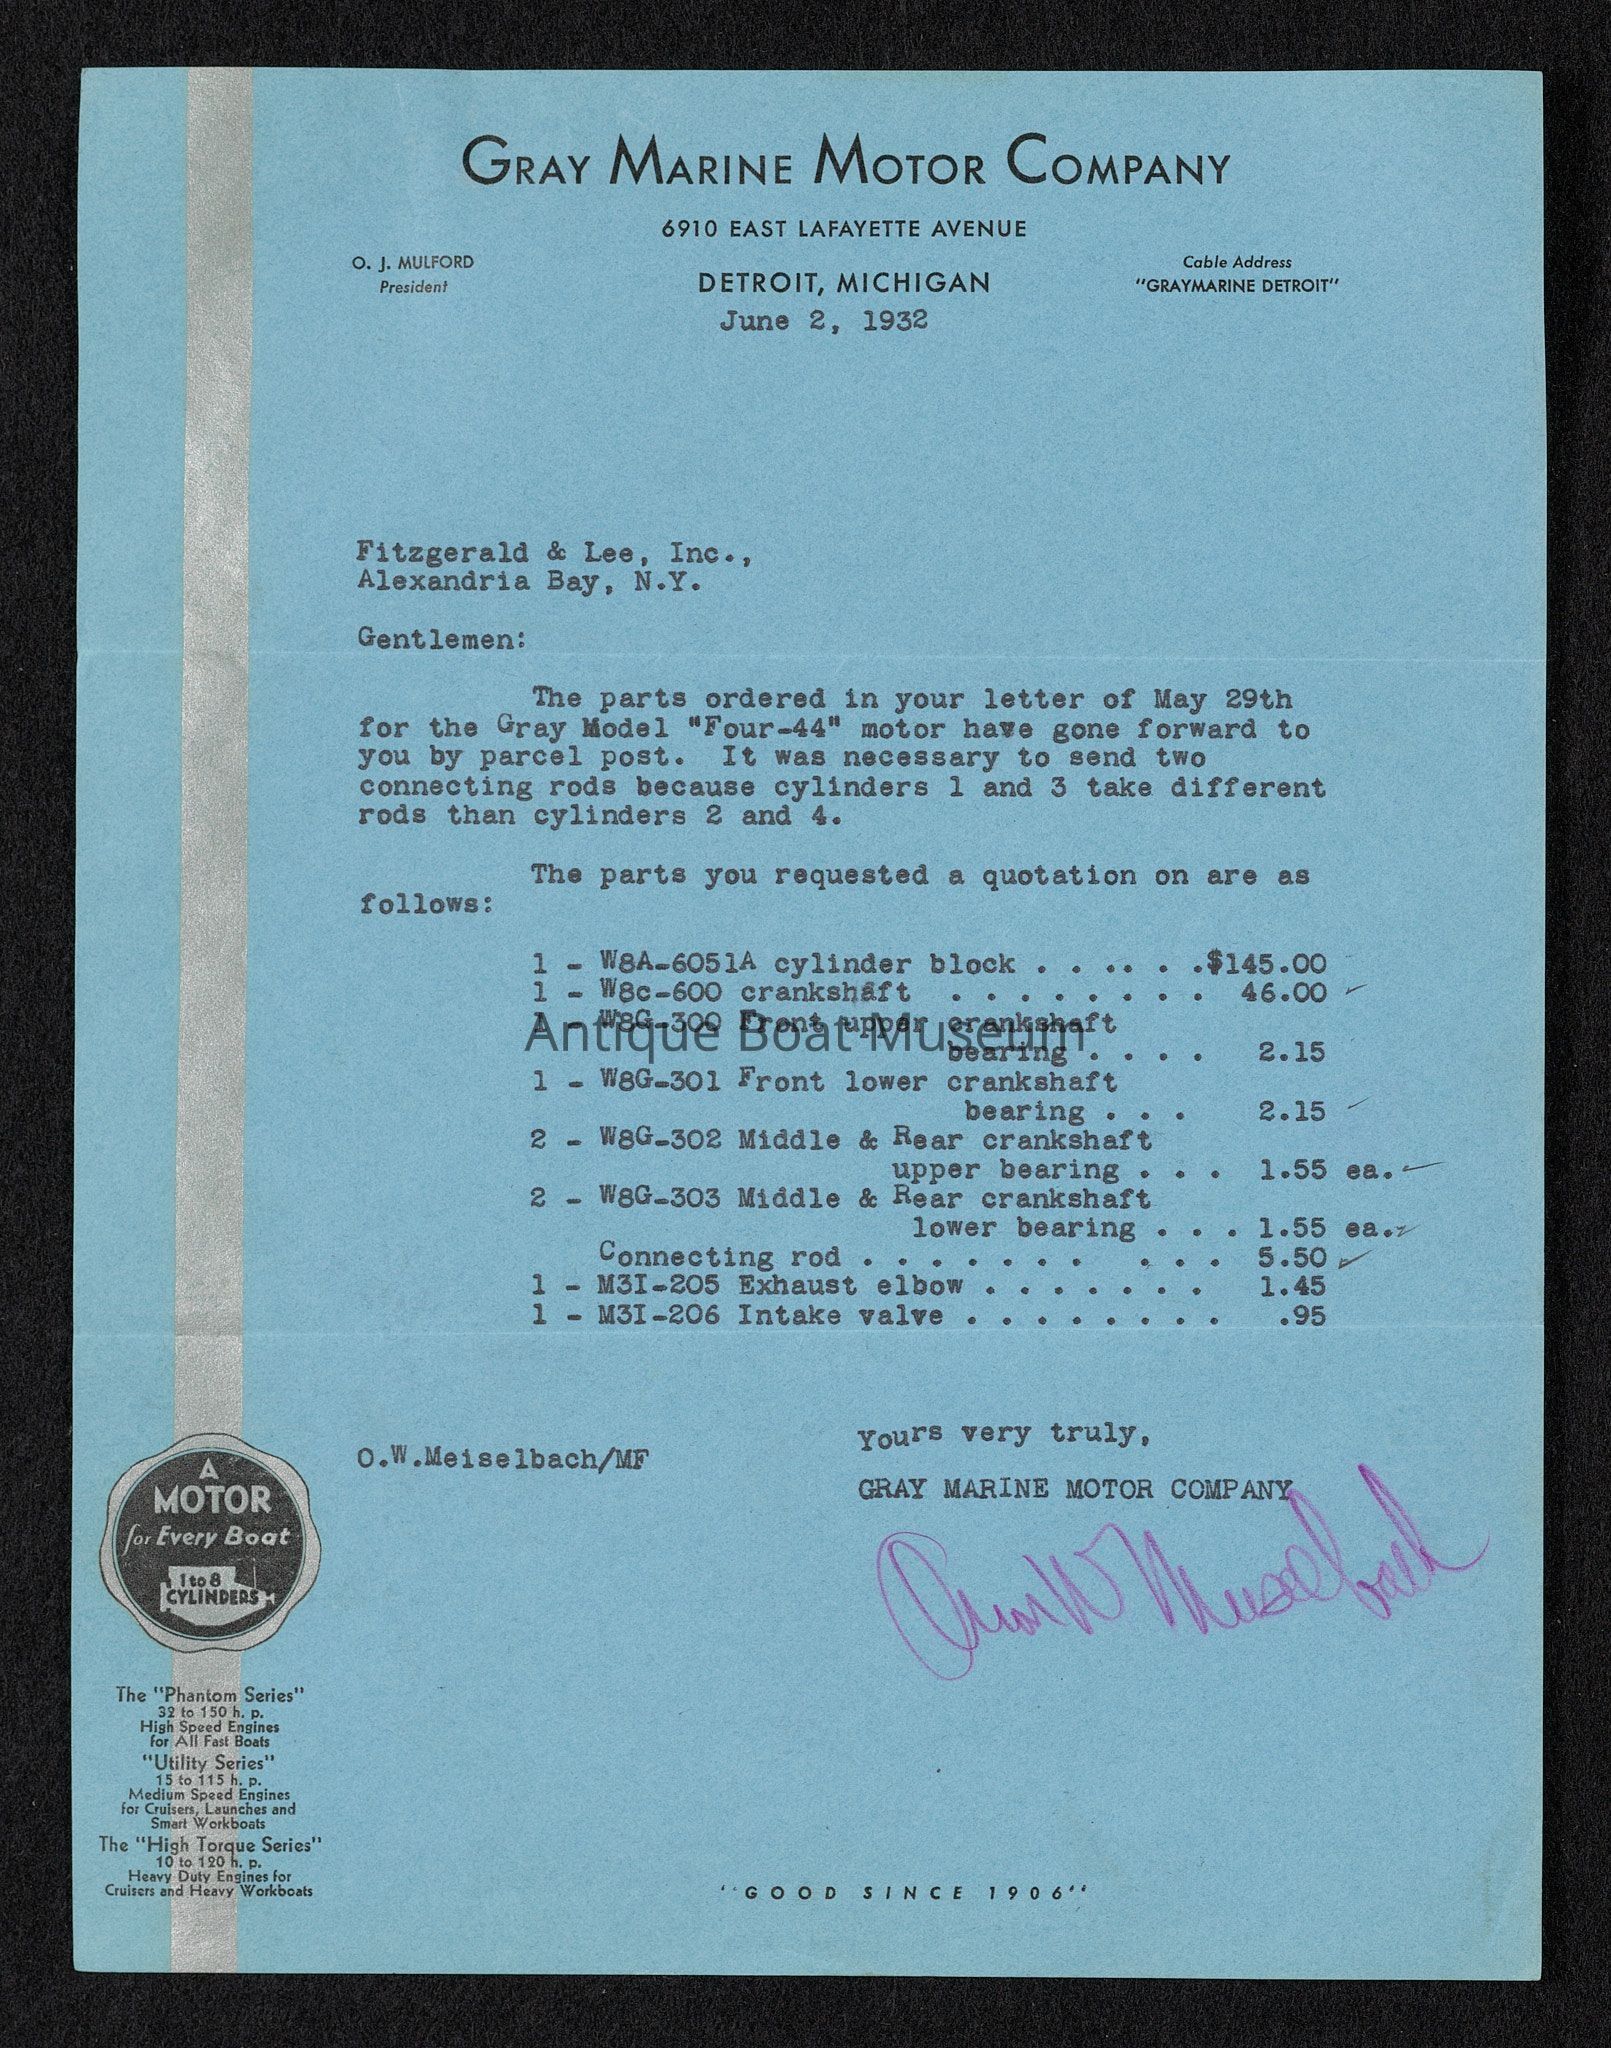 GRAY MARINE MOTOR COMPANY
6910 EAST LAFAYETTE AVENUE
O. J. MULFORD
President
DETROIT, MICHIGAN
Cable Address
"GRAYMARINE DETROIT"
June 2, 1932
Fitzgerald & Lee, Inc.,
Alexandria Bay, N.Y.
Gentlemen:
The parts ordered in your letter of May 29th
for the Gray Model "Four-44" motor have gone forward to
you by parcel post. It was necessary to send two
connecting rods because cylinders 1 and 3 take different
rods than cylinders 2 and 4.
The parts you requested a quotation on are as
follows:
1 - W8A-6051A cylinder block . . .. . .$145.00
1 - W8c-600 crankshaft . . . . . . . . 46.00
1 - W8G-300 Front upper crankshaft
Antique Boat Museum
bearing . . . . 2.15
1 - W8G-301 Front lower crankshaft
bearing . . . 2.15
2 - W8G-302 Middle & Rear crankshaft
upper bearing . . . 1.55 ea.
2 - W8G-303 Middle & Rear crankshaft
lower bearing . . . 1.55 ea.
Connecting rod . . . . . . . . . . 5.50
1 - M3I-205 Exhaust elbow . . . . . . . 1.45
1 - M3I-206 Intake valve . . . . . . . . .95
Yours very truly,
O.W.Meiselbach/MF
GRAY MARINE MOTOR COMPANY
W Meiselbach
A
MOTOR
for Every Boat
1 to 8
CYLINDERS
The "Phantom Series"
32 to 150 h. p.
High Speed Engines
for All Fast Boats
"Utility Series"
15 to 115 h. p.
Medium Speed Engines
for Cruisers, Launches and
Smart Workboats
The "High Torque Series"
10 to 120 h. p.
Heavy Duty Engines for
Cruisers and Heavy Workboats
"GOOD SINCE 1906"